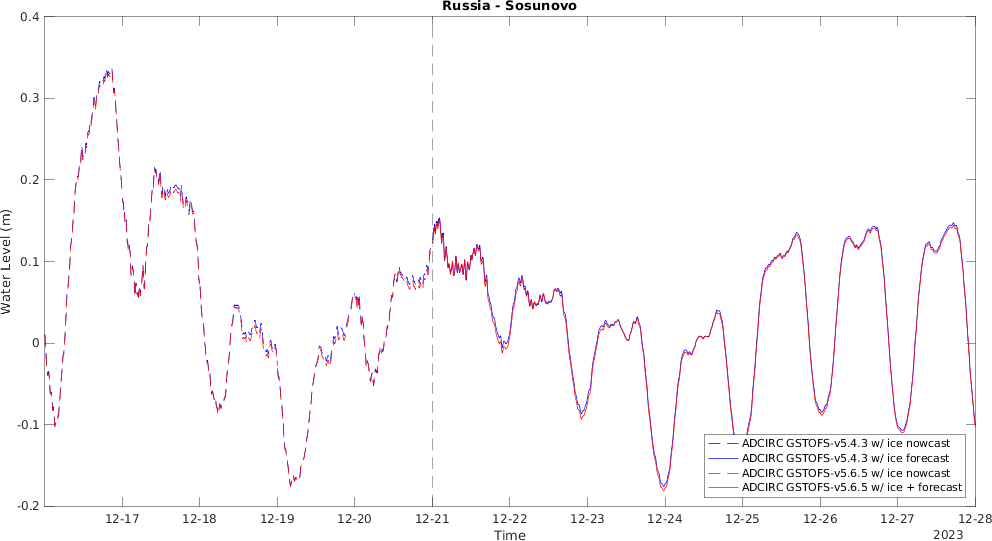 Russia - Sosunovo
0.4
0.3
0.2
0.1
0
-0.1
-0.2
Water Level (m)
ADCIRC GSTOFS-v5.4.3 w/ ice nowcast
ADCIRC GSTOFS-v5.4.3 w/ ice forecast
ADCIRC GSTOFS-v5.6.5 w/ ice nowcast
ADCIRC GSTOFS-v5.6.5 w/ ice + forecast
12-17 12-18 12-19 12-20 12-21 12-22 12-23 12-24 12-25 12-26 12-27 12-28
Time
2023